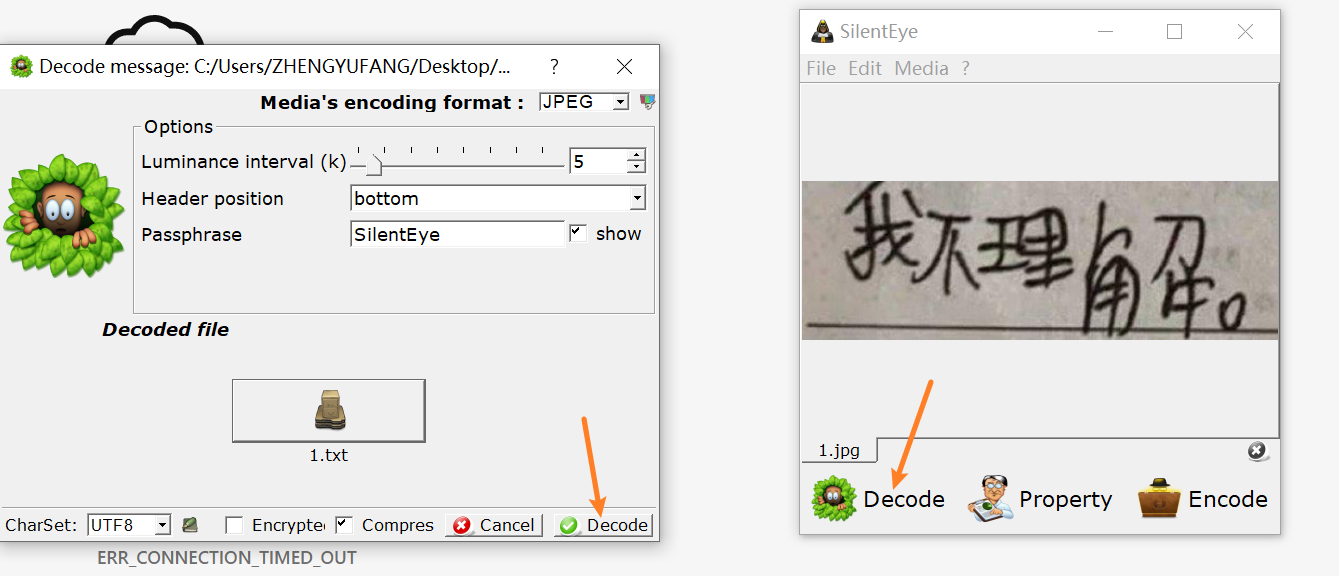 Decode message: C:/Users/ZHENGYUFANG/Desktop/... ?
Media's encoding format : JPEG
Options
Luminance interval (k) 5
Header position bottom
Passphrase SilentEye show
Decoded file
1.txt
CharSet: UTF8 Encrypte Compres Cancel Decode
ERR_CONNECTION_TIMED_OUT
SilentEye
File Edit Media ?
我不理解。
1.jpg
Decode Property Encode